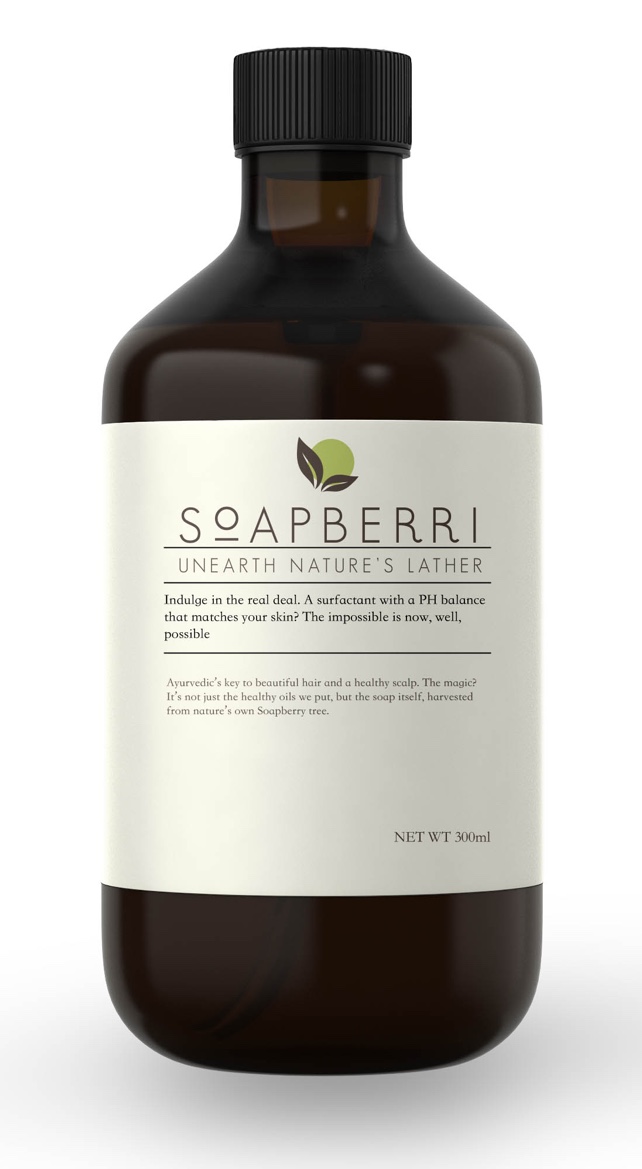 SOAPBERRI
UNEARTH NATURE'S LATHER
Indulge in the real deal. A surfactant with a PH balance
that matches your skin? The impossible is now, well,
possible
Ayurvedic's key to beautiful hair and a healthy scalp. The magic?
It's not just the healthy oils we put, but the soap itself, harvested
from nature's own Soapberry tree.
NET WT 300ml